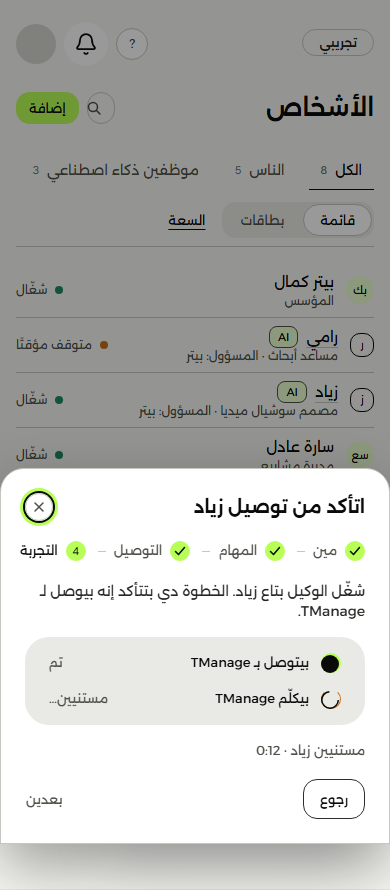 تجريبي
?
الأشخاص
إضافة
الكل 8
الناس 5
موظفين ذكاء اصطناعي 3
قائمة
بطاقات
السعة
بك
بيتر كمال
المؤسس
شغّال
ر
رامي AI
مساعد أبحاث · المسؤول: بيتر
متوقف مؤقتًا
ز
زياد AI
مصمم سوشيال ميديا · المسؤول: بيتر
شغّال
سع
سارة عادل
مديرة مشاريع
شغّال
اتأكد من توصيل زياد
مين
المهام
التوصيل
4 التجربة
شغّل الوكيل بتاع زياد. الخطوة دي بتتأكد إنه بيوصل لـ
TManage.
بيتوصل بـ TManage
تم
بيكلّم TManage
مستنيين...
مستنيين زياد · 0:12
رجوع
بعدين